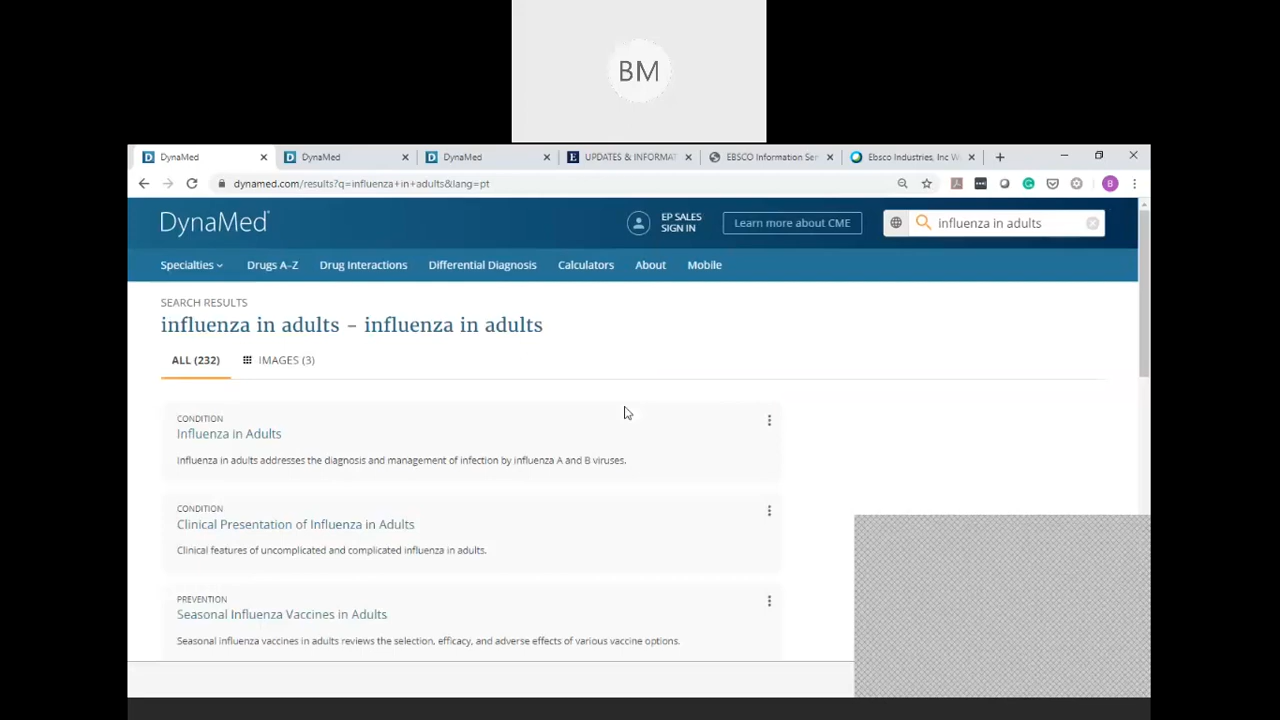 BM
DynaMed
DynaMed
DynaMed
UPDATES & INFORMAT
EBSCO Information Ser
Ebsco Industries, Inc W
dynamed.com/results?q=influenza+in+adults&lang=pt
B
DynaMed
EP SALES
SIGN IN
Learn more about CME
influenza in adults
Specialties
Drugs A–Z
Drug Interactions
Differential Diagnosis
Calculators
About
Mobile
SEARCH RESULTS
influenza in adults – influenza in adults
ALL (232)
IMAGES (3)
CONDITION
Influenza in Adults
Influenza in adults addresses the diagnosis and management of infection by influenza A and B viruses.
CONDITION
Clinical Presentation of Influenza in Adults
Clinical features of uncomplicated and complicated influenza in adults.
PREVENTION
Seasonal Influenza Vaccines in Adults
Seasonal influenza vaccines in adults reviews the selection, efficacy, and adverse effects of various vaccine options.